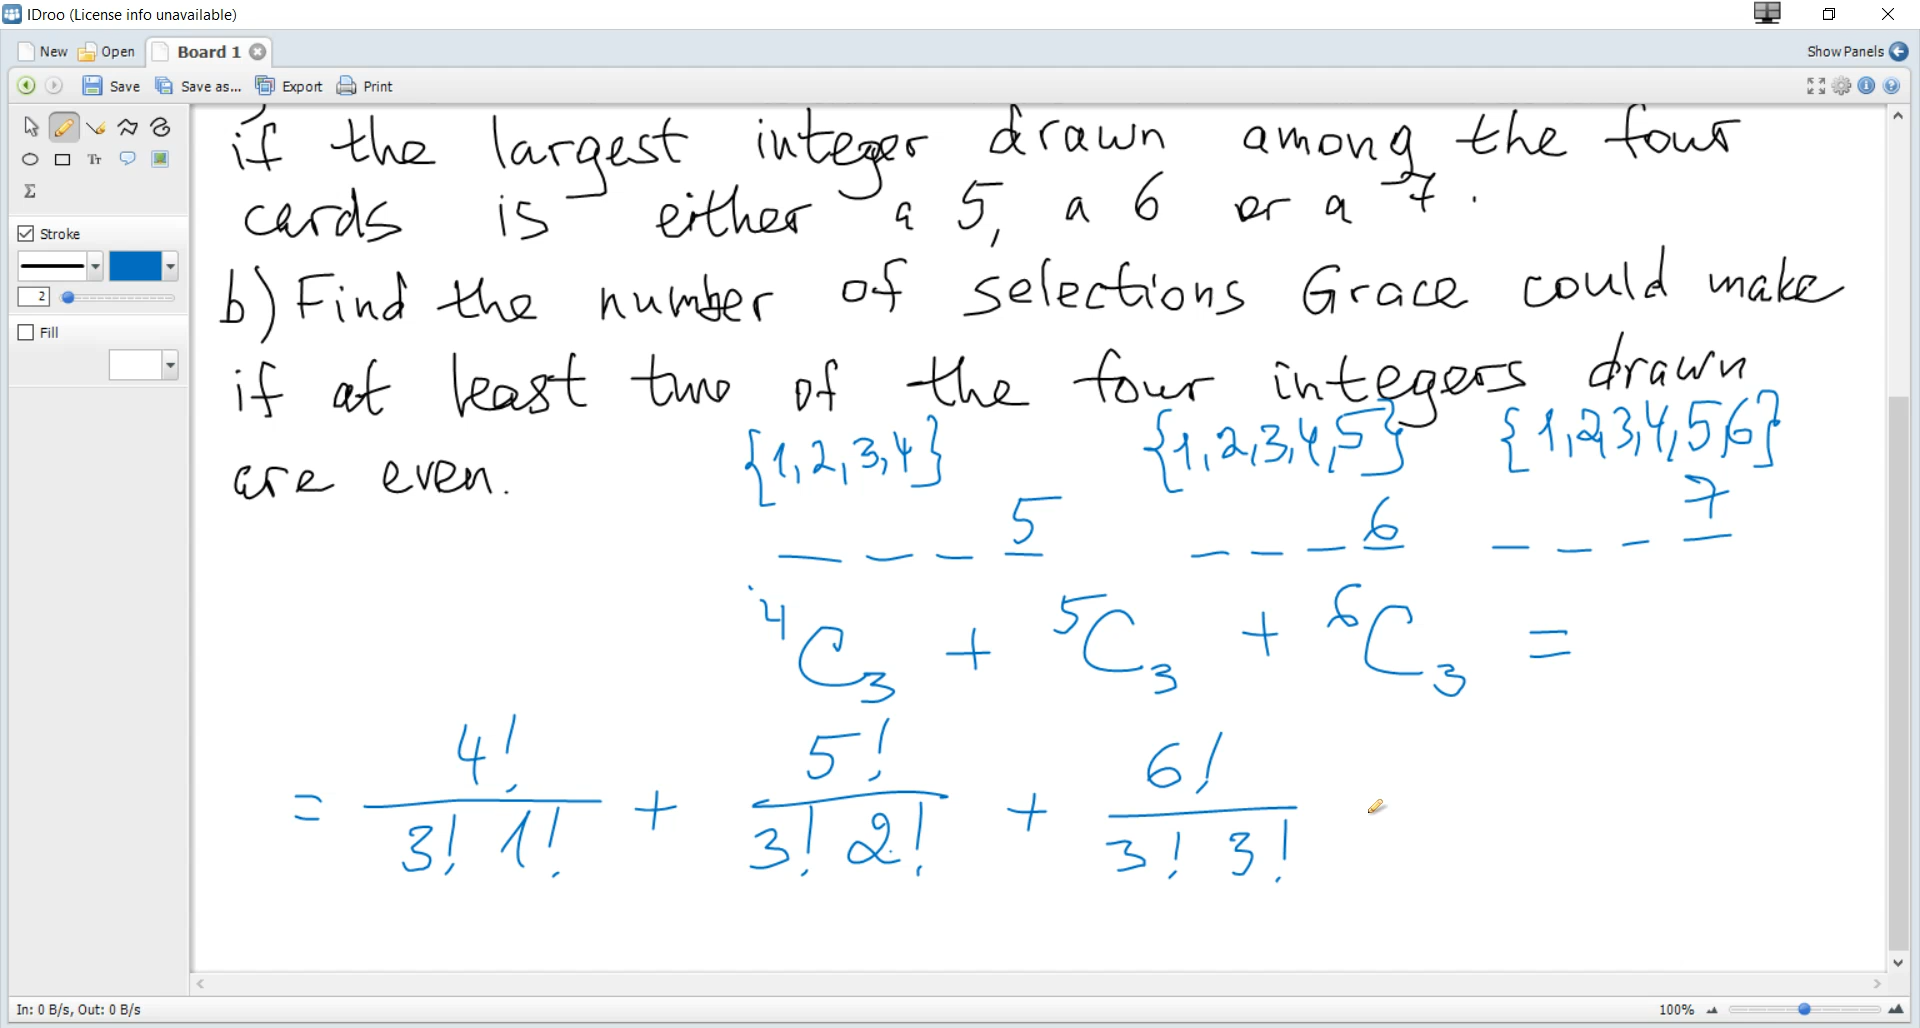 IDroo (License info unavailable)
New Open Board 1 Show Panels
Save Save as... Export Print
if the largest integer drawn among the four
cards is either a 5, a 6 or a 7.
b) Find the number of selections Grace could make
if at least two of the four integers drawn
are even.
{1,2,3,4} {1,2,3,4,5} {1,2,3,4,5,6}
_ _ _ 5 _ _ _ 6 _ _ _ 7
⁴C₃ + ⁵C₃ + ⁶C₃ =
= 4!/(3! 1!) + 5!/(3! 2!) + 6!/(3! 3!)
Tr
Σ
Stroke
2
Fill
In: 0 B/s, Out: 0 B/s 100%